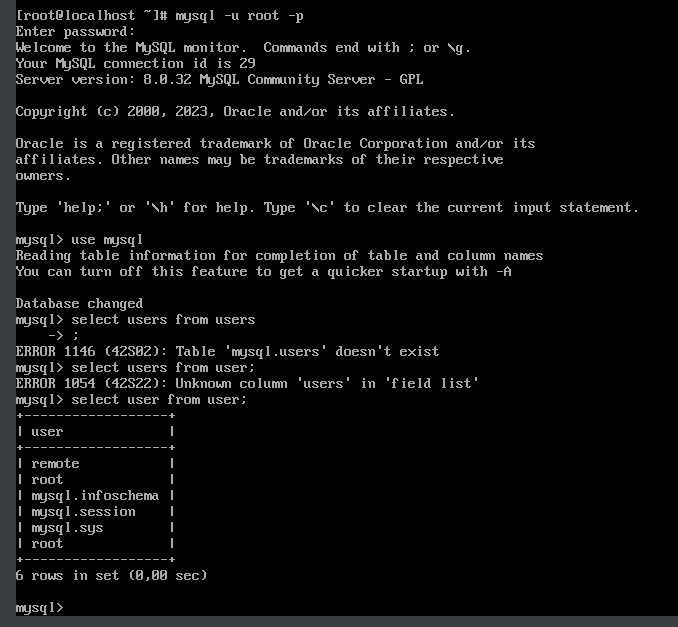 [root@localhost ~]# mysql -u root -p
Enter password:
Welcome to the MySQL monitor.  Commands end with ; or \g.
Your MySQL connection id is 29
Server version: 8.0.32 MySQL Community Server - GPL

Copyright (c) 2000, 2023, Oracle and/or its affiliates.

Oracle is a registered trademark of Oracle Corporation and/or its
affiliates. Other names may be trademarks of their respective
owners.

Type 'help;' or '\h' for help. Type '\c' to clear the current input statement.

mysql> use mysql
Reading table information for completion of table and column names
You can turn off this feature to get a quicker startup with -A

Database changed
mysql> select users from users
    -> ;
ERROR 1146 (42S02): Table 'mysql.users' doesn't exist
mysql> select users from user;
ERROR 1054 (42S22): Unknown column 'users' in 'field list'
mysql> select user from user;
+------------------+
| user             |
+------------------+
| remote           |
| root             |
| mysql.infoschema |
| mysql.session    |
| mysql.sys        |
| root             |
+------------------+
6 rows in set (0,00 sec)

mysql>